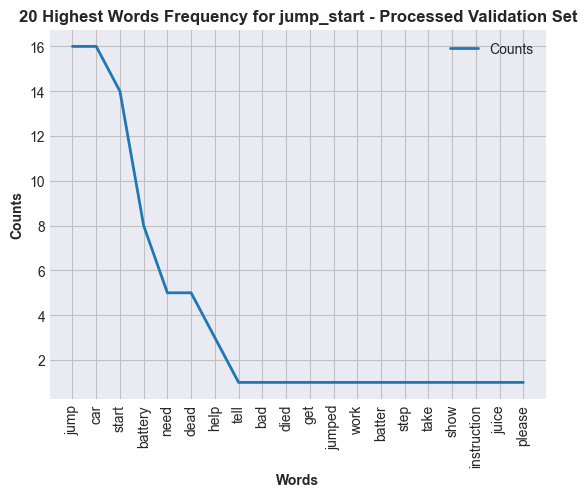 20 Highest Words Frequency for jump_start - Processed Validation Set
Counts
16
14
12
10
8
6
4
2
Counts
jump
car
start
battery
need
dead
help
tell
bad
died
get
jumped
work
batter
step
take
show
instruction
juice
please
Words